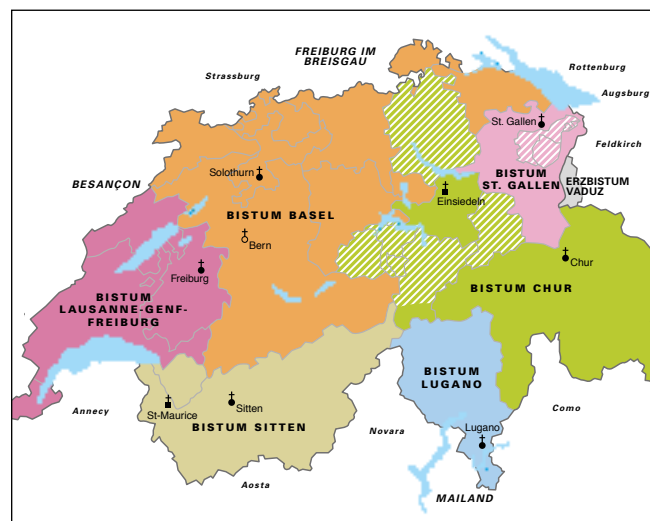 FREIBURG IM
BREISGAU
Rottenburg
Strassburg
Augsburg
St. Gallen
Feldkirch
Solothurn
BISTUM
ST. GALLEN
ERZBISTUM
VADUZ
BESANÇON
Einsiedeln
BISTUM BASEL
Bern
Chur
Freiburg
BISTUM CHUR
BISTUM
LAUSANNE-GENF-
FREIBURG
BISTUM
LUGANO
Annecy
St-Maurice
Sitten
Como
BISTUM SITTEN
Novara
Lugano
Aosta
MAILAND